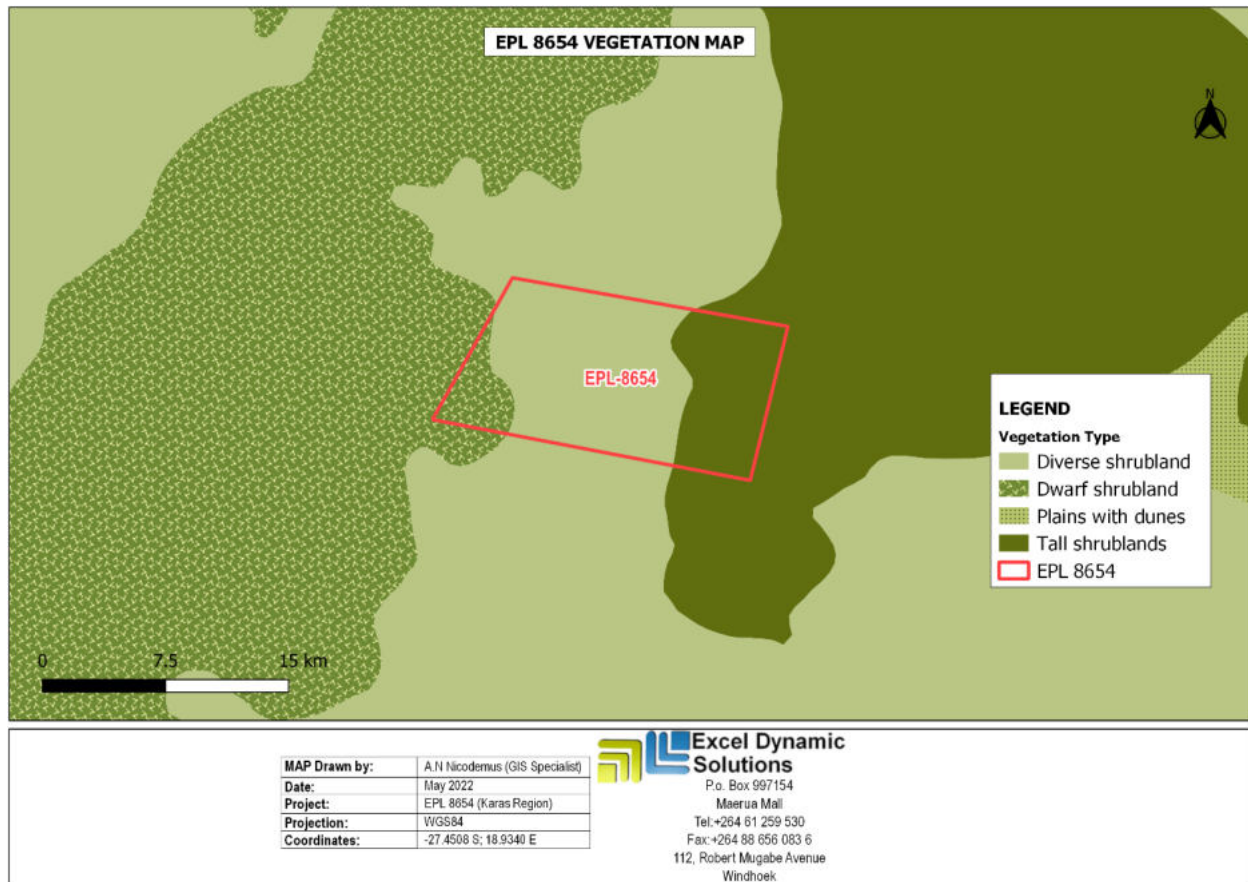 EPL 8654 VEGETATION MAP
N
EPL-8654
LEGEND
Vegetation Type
Diverse shrubland
Dwarf shrubland
Plains with dunes
Tall shrublands
EPL 8654
0 7.5 15 km
MAP Drawn by: A.N Nicodemus (GIS Specialist)
Date: May 2022
Project: EPL 8654 (Karas Region)
Projection: WGS84
Coordinates: -27.4508 S; 18.9340 E
Excel Dynamic
Solutions
P.o. Box 997154
Maerua Mall
Tel:+264 61 259 530
Fax:+264 88 656 083 6
112, Robert Mugabe Avenue
Windhoek